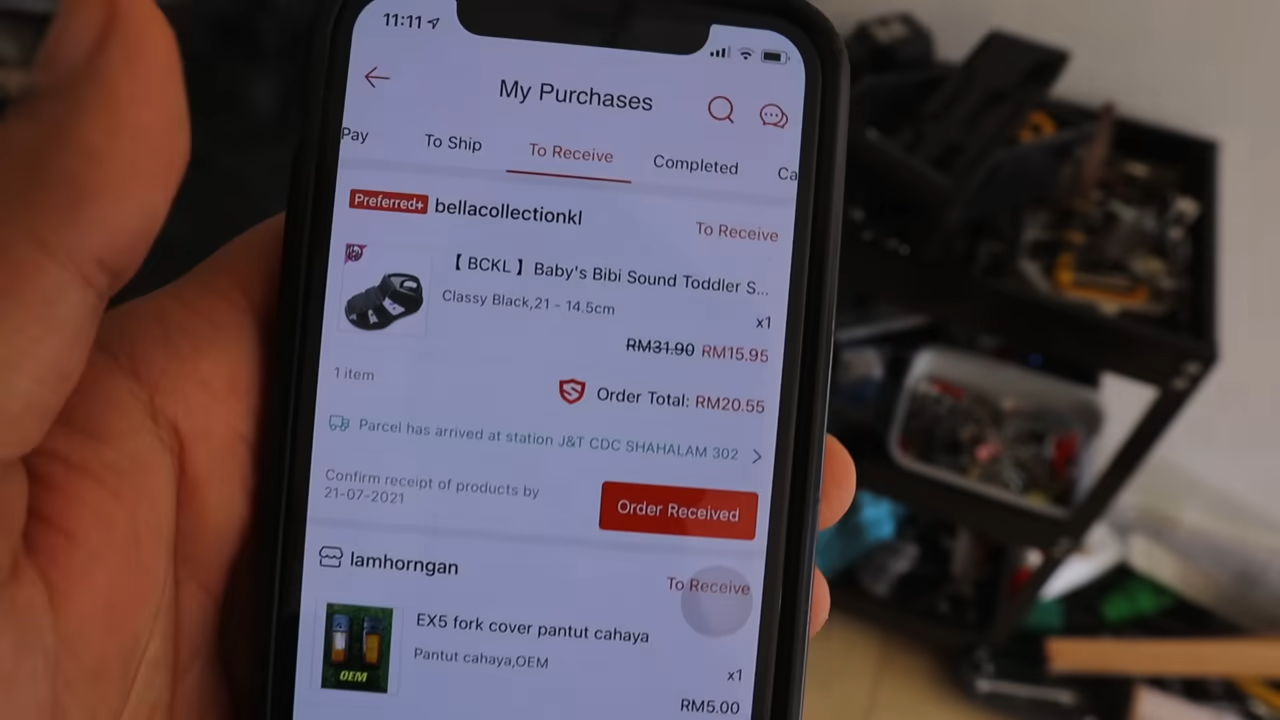 11:11
My Purchases
Pay To Ship To Receive Completed Ca
Preferred+ bellacollectionkl To Receive
【 BCKL 】 Baby's Bibi Sound Toddler S...
Classy Black,21 - 14.5cm
x1
RM31.90 RM15.95
1 item
Order Total: RM20.55
Parcel has arrived at station J&T CDC SHAHALAM 302
Confirm receipt of products by
21-07-2021
Order Received
lamhorngan To Receive
EX5 fork cover pantut cahaya
Pantut cahaya,OEM
OEM
x1
RM5.00